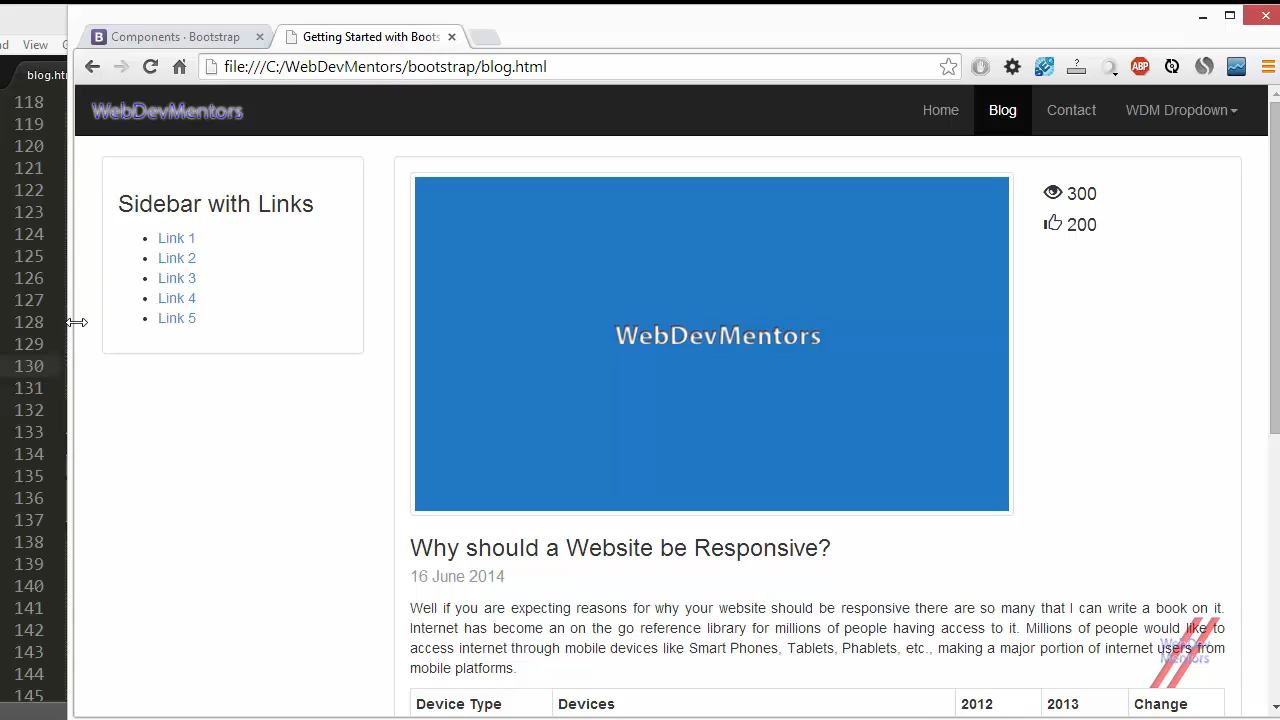 View
Components · Bootstrap
Getting Started with Boots
blog.ht
file:///C:/WebDevMentors/bootstrap/blog.html
ABP
WebDevMentors
Home
Blog
Contact
WDM Dropdown
118
119
120
121
122
123
124
125
126
127
128
129
130
131
132
133
134
135
136
137
138
139
140
141
142
143
144
145
Sidebar with Links
Link 1
Link 2
Link 3
Link 4
Link 5
WebDevMentors
300
200
Why should a Website be Responsive?
16 June 2014
Well if you are expecting reasons for why your website should be responsive there are so many that I can write a book on it.
Internet has become an on the go reference library for millions of people having access to it. Millions of people would like to
access internet through mobile devices like Smart Phones, Tablets, Phablets, etc., making a major portion of internet users from
mobile platforms.
Web Dev
Mentors
Device Type
Devices
2012
2013
Change